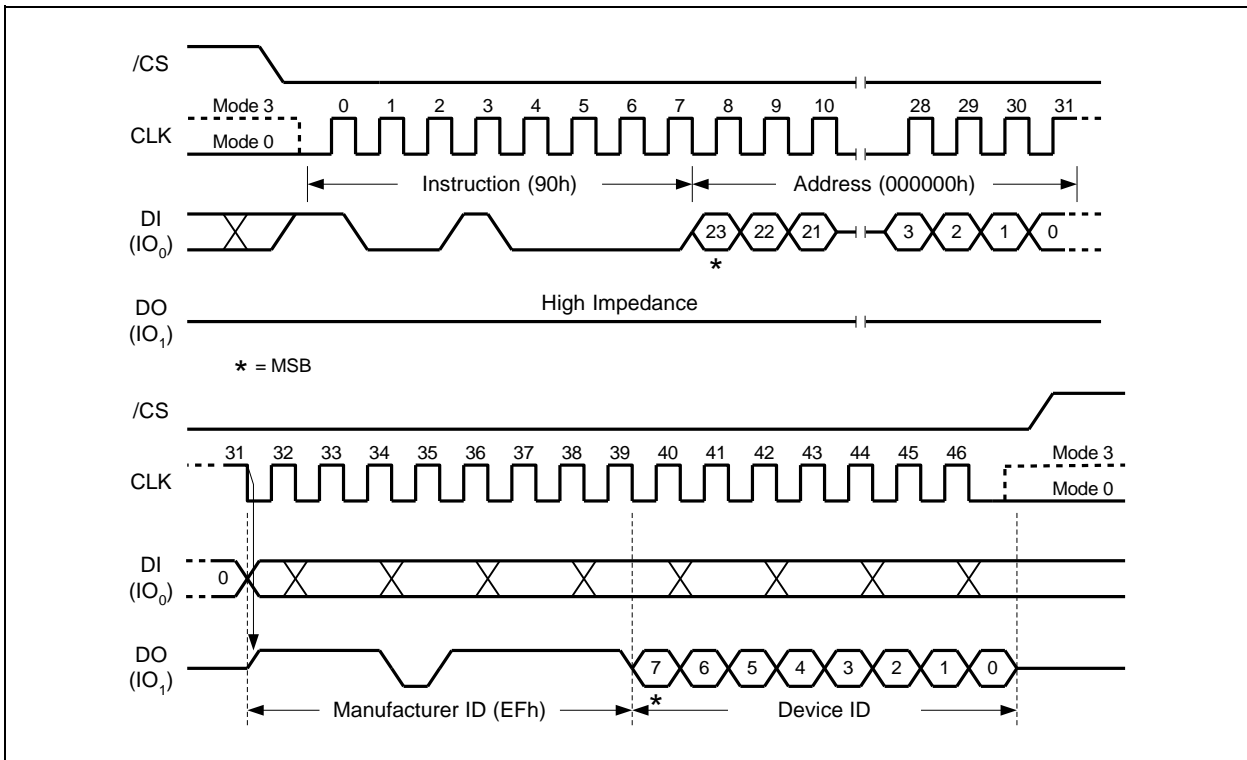 /CS
Mode 3 0 1 2 3 4 5 6 7 8 9 10 28 29 30 31
CLK
Mode 0
Instruction (90h) Address (000000h)
DI
(IO0)
23 22 21 3 2 1 0
*
High Impedance
DO
(IO1)
* = MSB
/CS
31 32 33 34 35 36 37 38 39 40 41 42 43 44 45 46
Mode 3
CLK
Mode 0
DI
(IO0)
0
DO
(IO1)
7 6 5 4 3 2 1 0
*
Manufacturer ID (EFh) Device ID